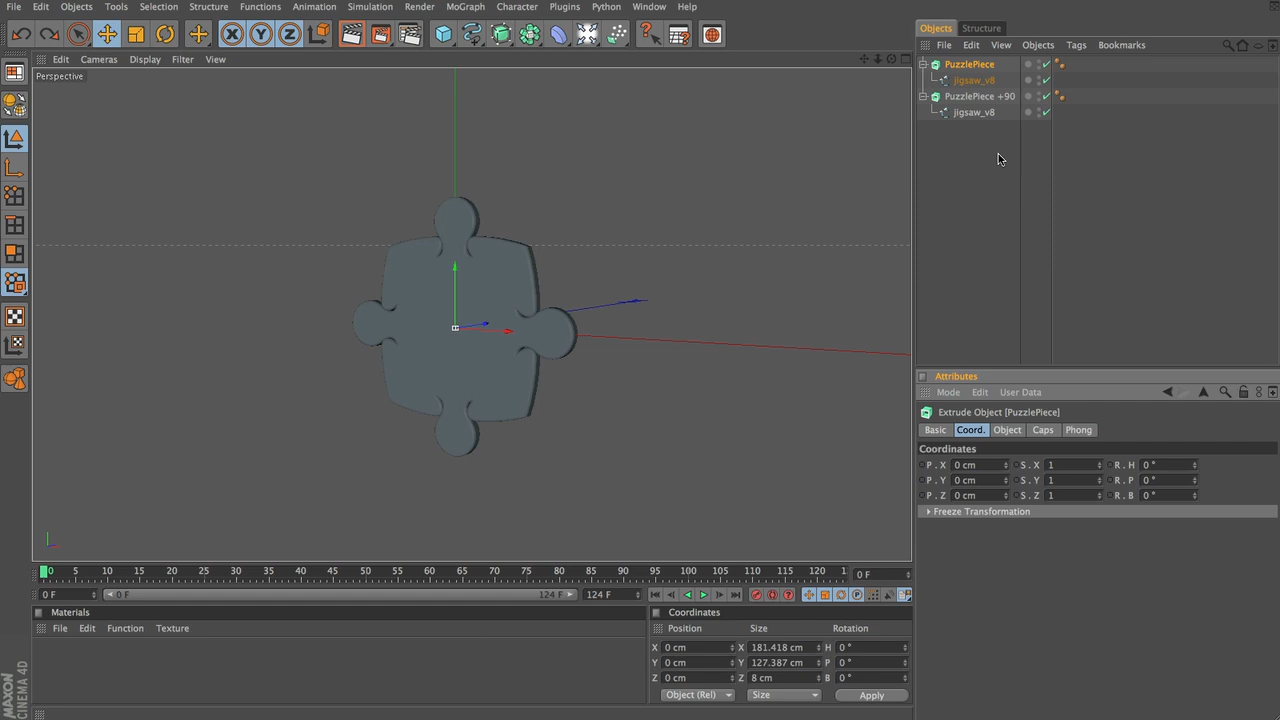 File Edit Objects Tools Selection Structure Functions Animation Simulation Render MoGraph Character Plugins Python Window Help
Objects Structure
File Edit View Objects Tags Bookmarks
Edit Cameras Display Filter View
Perspective
PuzzlePiece
jigsaw_v8
PuzzlePiece +90
jigsaw_v8
Attributes
Mode Edit User Data
Extrude Object [PuzzlePiece]
Basic Coord. Object Caps Phong
Coordinates
P . X 0 cm S . X 1 R . H 0 °
P . Y 0 cm S . Y 1 R . P 0 °
P . Z 0 cm S . Z 1 R . B 0 °
Freeze Transformation
0 5 10 15 20 25 30 35 40 45 50 55 60 65 70 75 80 85 90 95 100 105 110 115 120 1 0 F
0 F 0 F 124 F 124 F
Materials
File Edit Function Texture
Coordinates
Position Size Rotation
X 0 cm X 181.418 cm H 0 °
Y 0 cm Y 127.387 cm P 0 °
Z 0 cm Z 8 cm B 0 °
Object (Rel) Size Apply
MAXON
CINEMA 4D